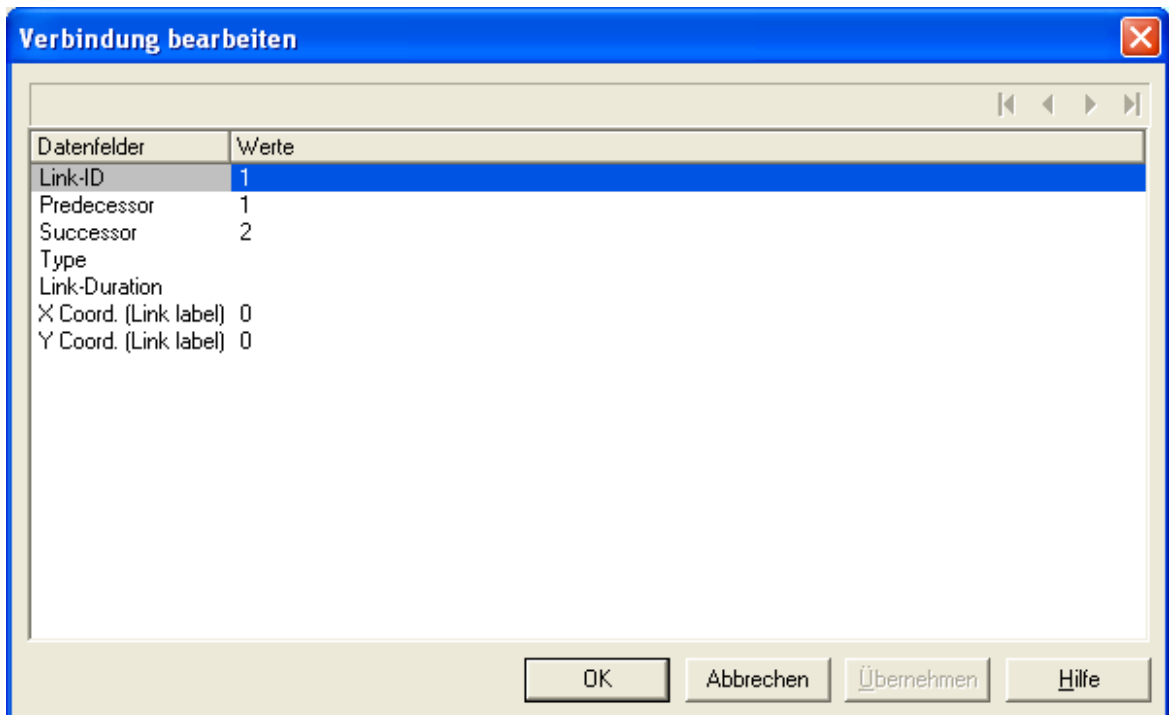 Verbindung bearbeiten
Datenfelder Werte
Link-ID 1
Predecessor 1
Successor 2
Type
Link-Duration
X Coord. (Link label) 0
Y Coord. (Link label) 0
OK Abbrechen Übernehmen Hilfe